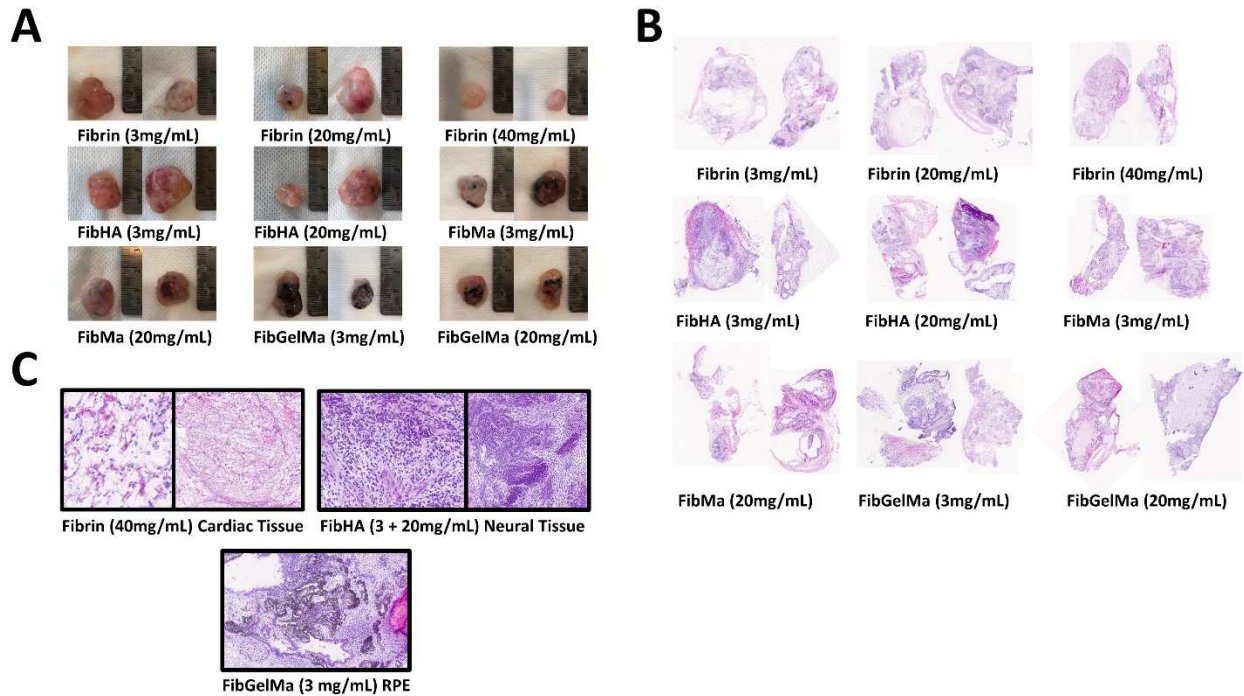 A
Fibrin (3mg/mL) Fibrin (20mg/mL) Fibrin (40mg/mL)
FibHA (3mg/mL) FibHA (20mg/mL) FibMa (3mg/mL)
FibMa (20mg/mL) FibGelMa (3mg/mL) FibGelMa (20mg/mL)
B
Fibrin (3mg/mL) Fibrin (20mg/mL) Fibrin (40mg/mL)
FibHA (3mg/mL) FibHA (20mg/mL) FibMa (3mg/mL)
FibMa (20mg/mL) FibGelMa (3mg/mL) FibGelMa (20mg/mL)
C
Fibrin (40mg/mL) Cardiac Tissue FibHA (3 + 20mg/mL) Neural Tissue
FibGelMa (3 mg/mL) RPE